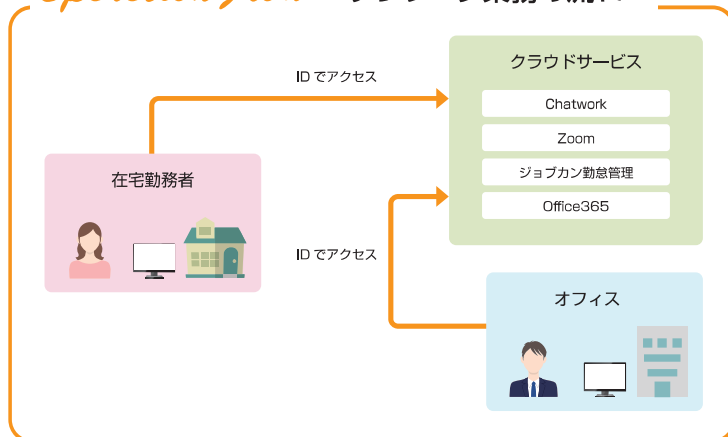 IDでアクセス
クラウドサービス
Chatwork
Zoom
ジョブカン勤怠管理
Office365
在宅勤務者
IDでアクセス
オフィス